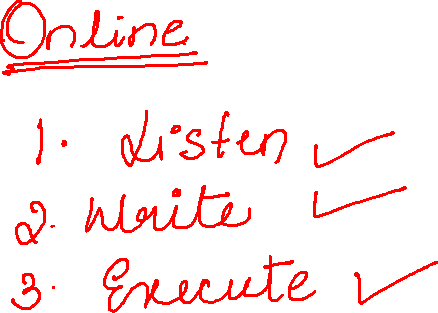 Online
1. Listen ✓
2. Write ✓
3. Execute ✓